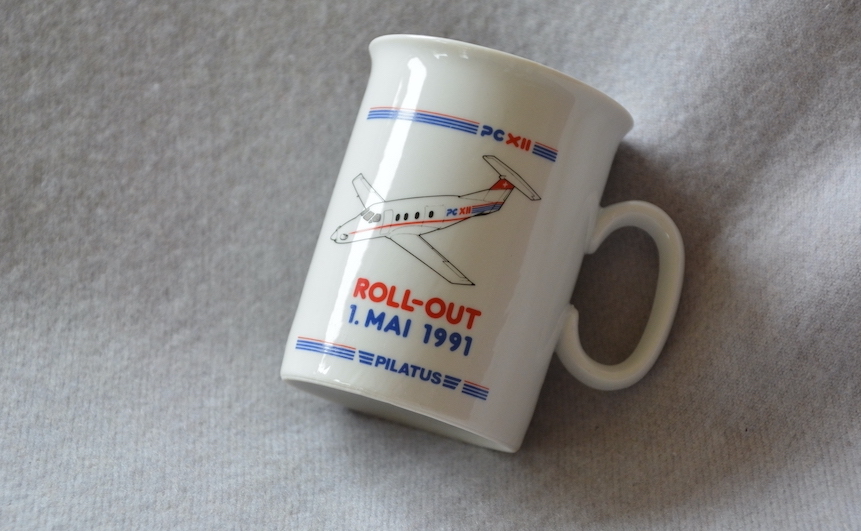 PC XII
PC XII
ROLL-OUT
1. MAI 1991
PILATUS